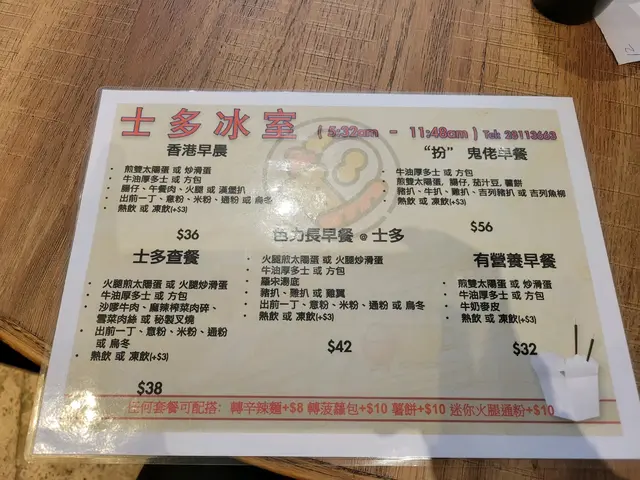 士多冰室 (5:32am - 11:48am) Tel: 28113668
香港早晨
• 煎雙太陽蛋 或 炒滑蛋
• 牛油厚多士 或 方包
• 腸仔、午餐肉、火腿 或 漢堡扒
• 出前一丁、意粉、米粉、通粉 或 烏冬
• 熱飲 或 凍飲(+$3)
$36
“扮” 鬼佬早餐
牛油厚多士 或 方包
煎雙太陽蛋, 腸仔, 茄汁豆, 薯餅
豬扒、牛扒、雞扒、吉列豬扒 或 吉列魚柳
• 熱飲 或 凍飲(+$3)
$56
士多查餐
• 火腿煎太陽蛋 或 火腿炒滑蛋
• 牛油厚多士 或 方包
• 沙嗲牛肉、麻辣榨菜肉碎、
雪菜肉絲 或 秘製叉燒
• 出前一丁、意粉、米粉、通粉
或 烏冬
• 熱飲 或 凍飲(+$3)
$38
色力長早餐 @ 士多
• 火腿煎太陽蛋 或 火腿炒滑蛋
• 牛油厚多士 或 方包
羅宋湯底
豬扒、雞扒 或 雞翼
出前一丁、意粉、米粉、通粉 或 烏冬
• 熱飲 或 凍飲(+$3)
$42
有營養早餐
• 煎雙太陽蛋 或 炒滑蛋
• 牛油厚多士 或 方包
• 牛奶麥皮
• 熱飲 或 凍飲(+$3)
$32
任何套餐可配搭: 轉辛辣麵+$8 轉菠蘿包+$10 薯餅+$10 迷你火腿通粉+$10